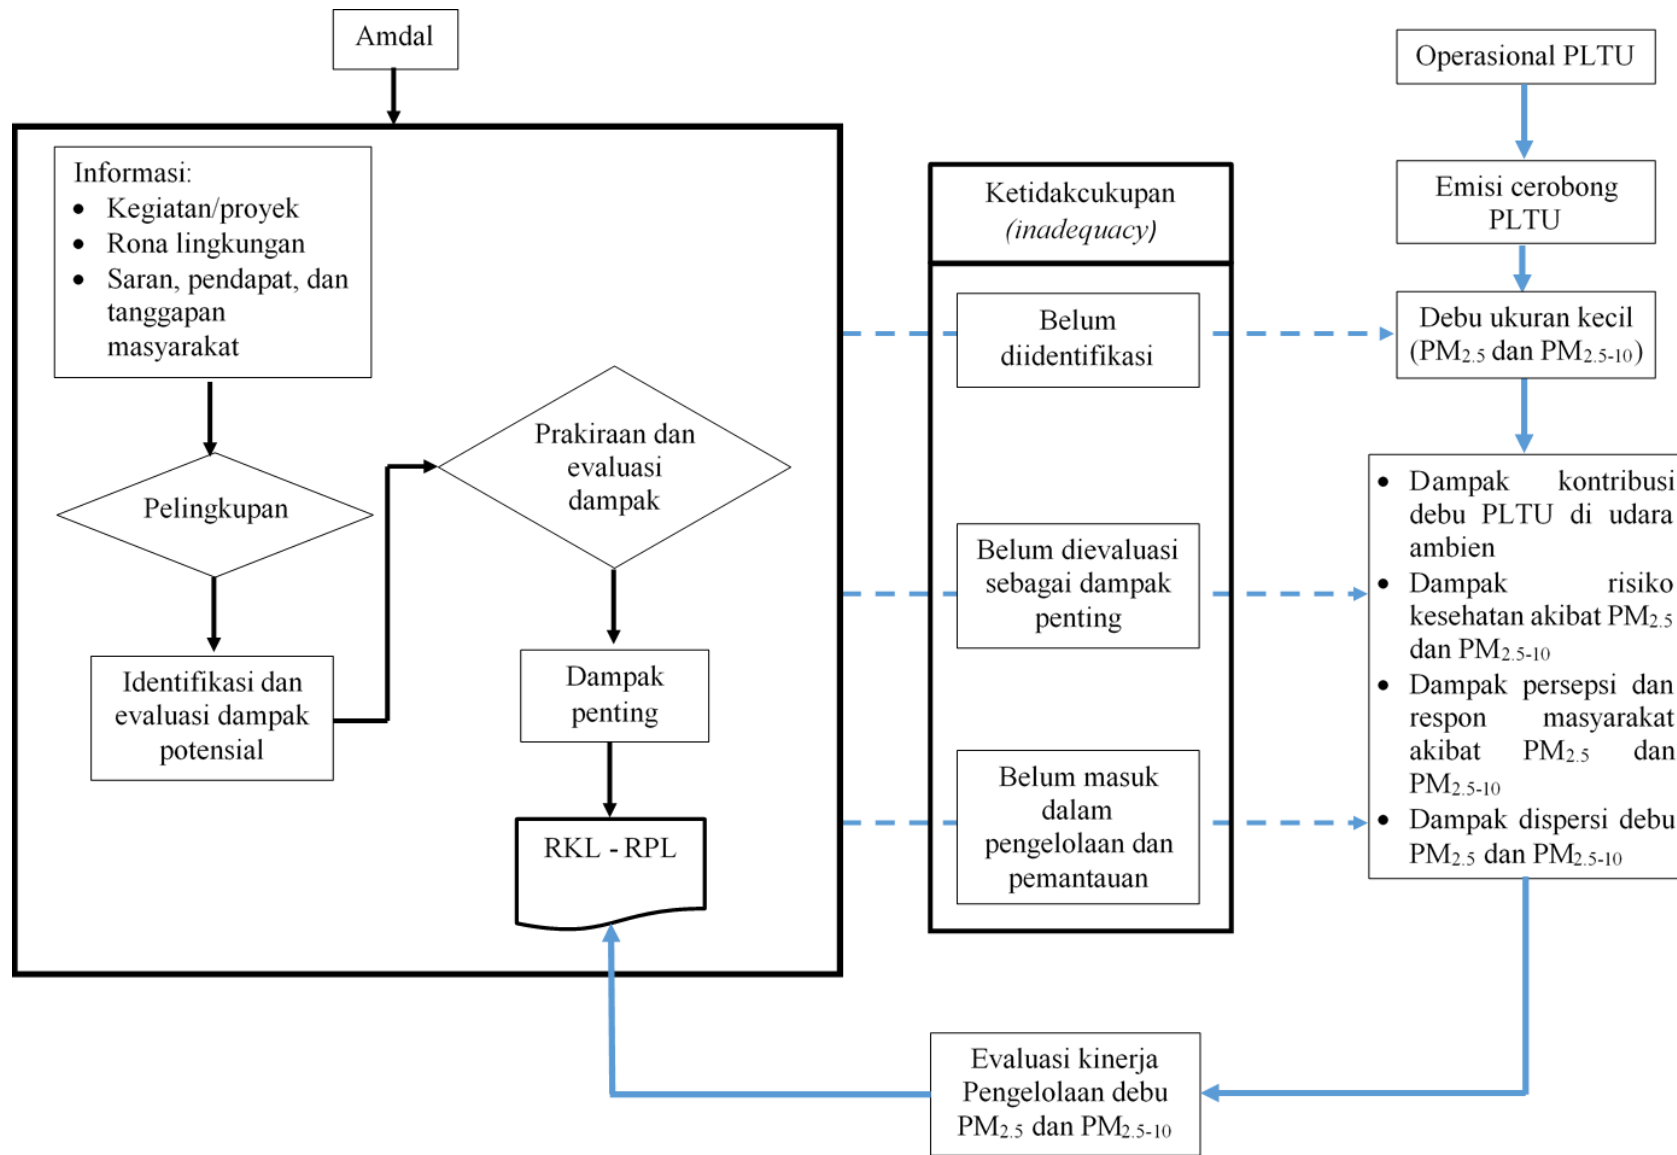 Amdal
Informasi:
• Kegiatan/proyek
• Rona lingkungan
• Saran, pendapat, dan
tanggapan
masyarakat
Pelingkupan
Identifikasi dan
evaluasi dampak
potensial
Prakiraan dan
evaluasi
dampak
Dampak
penting
RKL - RPL
Ketidakcukupan
(inadequacy)
Belum
diidentifikasi
Belum dievaluasi
sebagai dampak
penting
Belum masuk
dalam
pengelolaan dan
pemantauan
Operasional PLTU
Emisi cerobong
PLTU
Debu ukuran kecil
(PM2.5 dan PM2.5-10)
• Dampak kontribusi
debu PLTU di udara
ambien
• Dampak risiko
kesehatan akibat PM2.5
dan PM2.5-10
• Dampak persepsi dan
respon masyarakat
akibat PM2.5 dan
PM2.5-10
• Dampak dispersi debu
PM2.5 dan PM2.5-10
Evaluasi kinerja
Pengelolaan debu
PM2.5 dan PM2.5-10